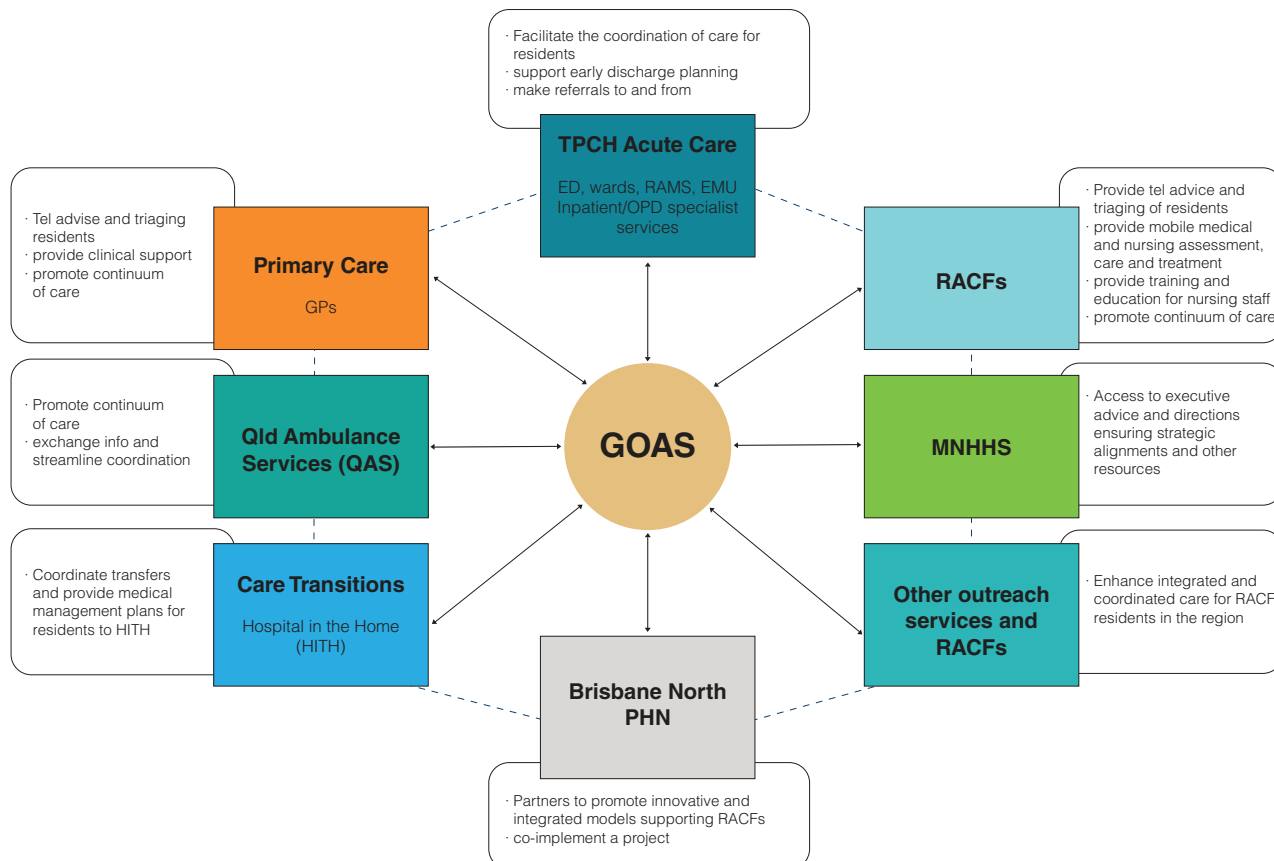 · Facilitate the coordination of care for
residents
· support early discharge planning
· make referrals to and from
TPCH Acute Care
ED, wards, RAMS, EMU
Inpatient/OPD specialist
services
· Tel advise and triaging
residents
· provide clinical support
· promote continuum
of care
Primary Care
GPs
RACFs
· Provide tel advice and
triaging of residents
· provide mobile medical
and nursing assessment,
care and treatment
· provide training and
education for nursing staff
· promote continuum of care
· Promote continuum
of care
· exchange info and
streamline coordination
Qld Ambulance
Services (QAS)
GOAS
MNHHS
· Access to executive
advice and directions
ensuring strategic
alignments and other
resources
· Coordinate transfers
and provide medical
management plans for
residents to HITH
Care Transitions
Hospital in the Home
(HITH)
Other outreach
services and
RACFs
· Enhance integrated and
coordinated care for RACF
residents in the region
Brisbane North
PHN
· Partners to promote innovative and
integrated models supporting RACFs
· co-implement a project